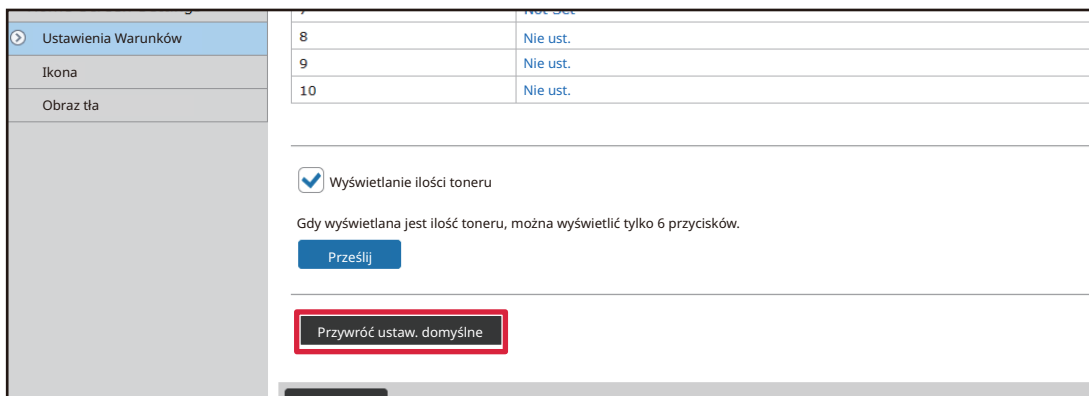 Ustawienia Warunków
Ikona
Obraz tła
8 Nie ust.
9 Nie ust.
10 Nie ust.
Wyświetlanie ilości toneru
Gdy wyświetlana jest ilość toneru, można wyświetlić tylko 6 przycisków.
Prześlij
Przywróć ustaw. domyślne